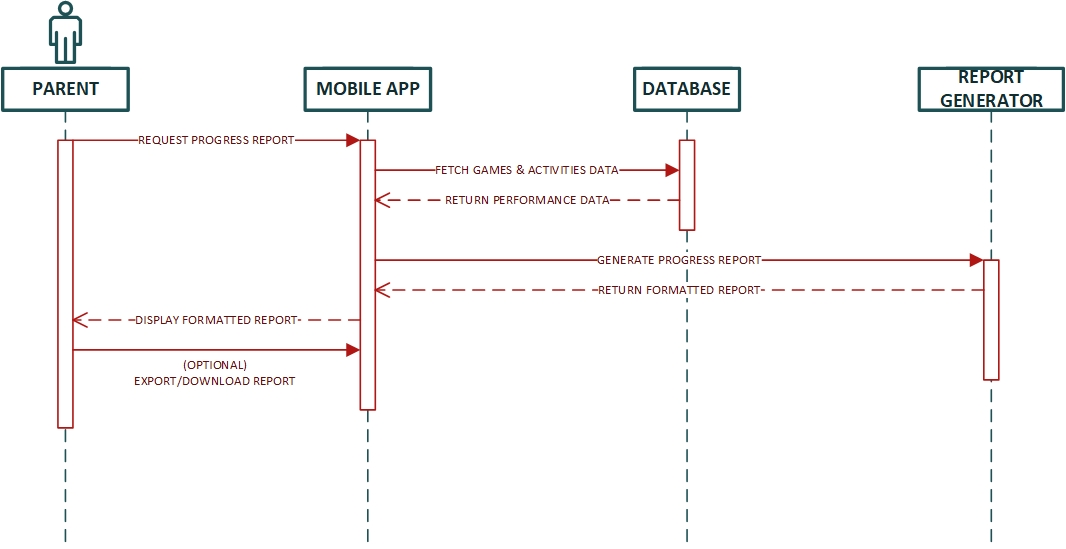 PARENT
MOBILE APP
DATABASE
REPORT
GENERATOR
REQUEST PROGRESS REPORT
FETCH GAMES & ACTIVITIES DATA
RETURN PERFORMANCE DATA
GENERATE PROGRESS REPORT
RETURN FORMATTED REPORT
DISPLAY FORMATTED REPORT
(OPTIONAL)
EXPORT/DOWNLOAD REPORT